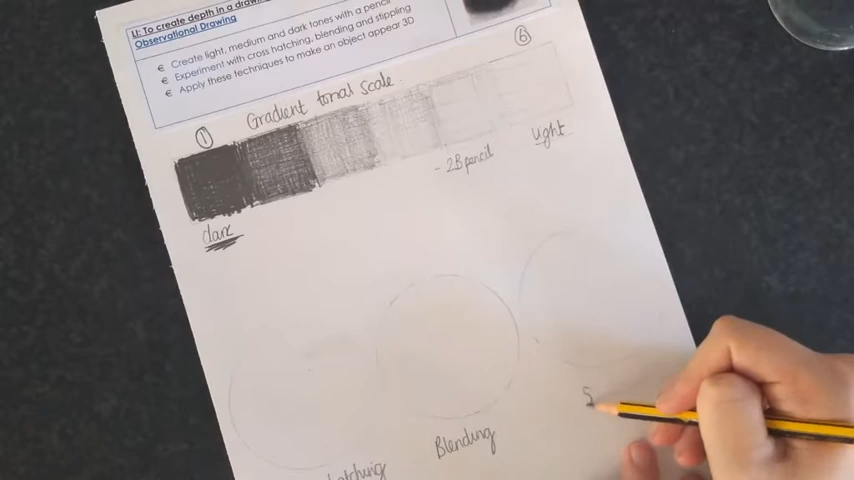 LI: To create depth in a drawing
Observational Drawing
€ Create light, medium and dark tones with a pencil
€ Experiment with cross hatching, blending and stippling
€ Apply these techniques to make an object appear 3D
① Gradient tonal scale. ⑥
dark
- 2B pencil
light
hatching
Blending
S